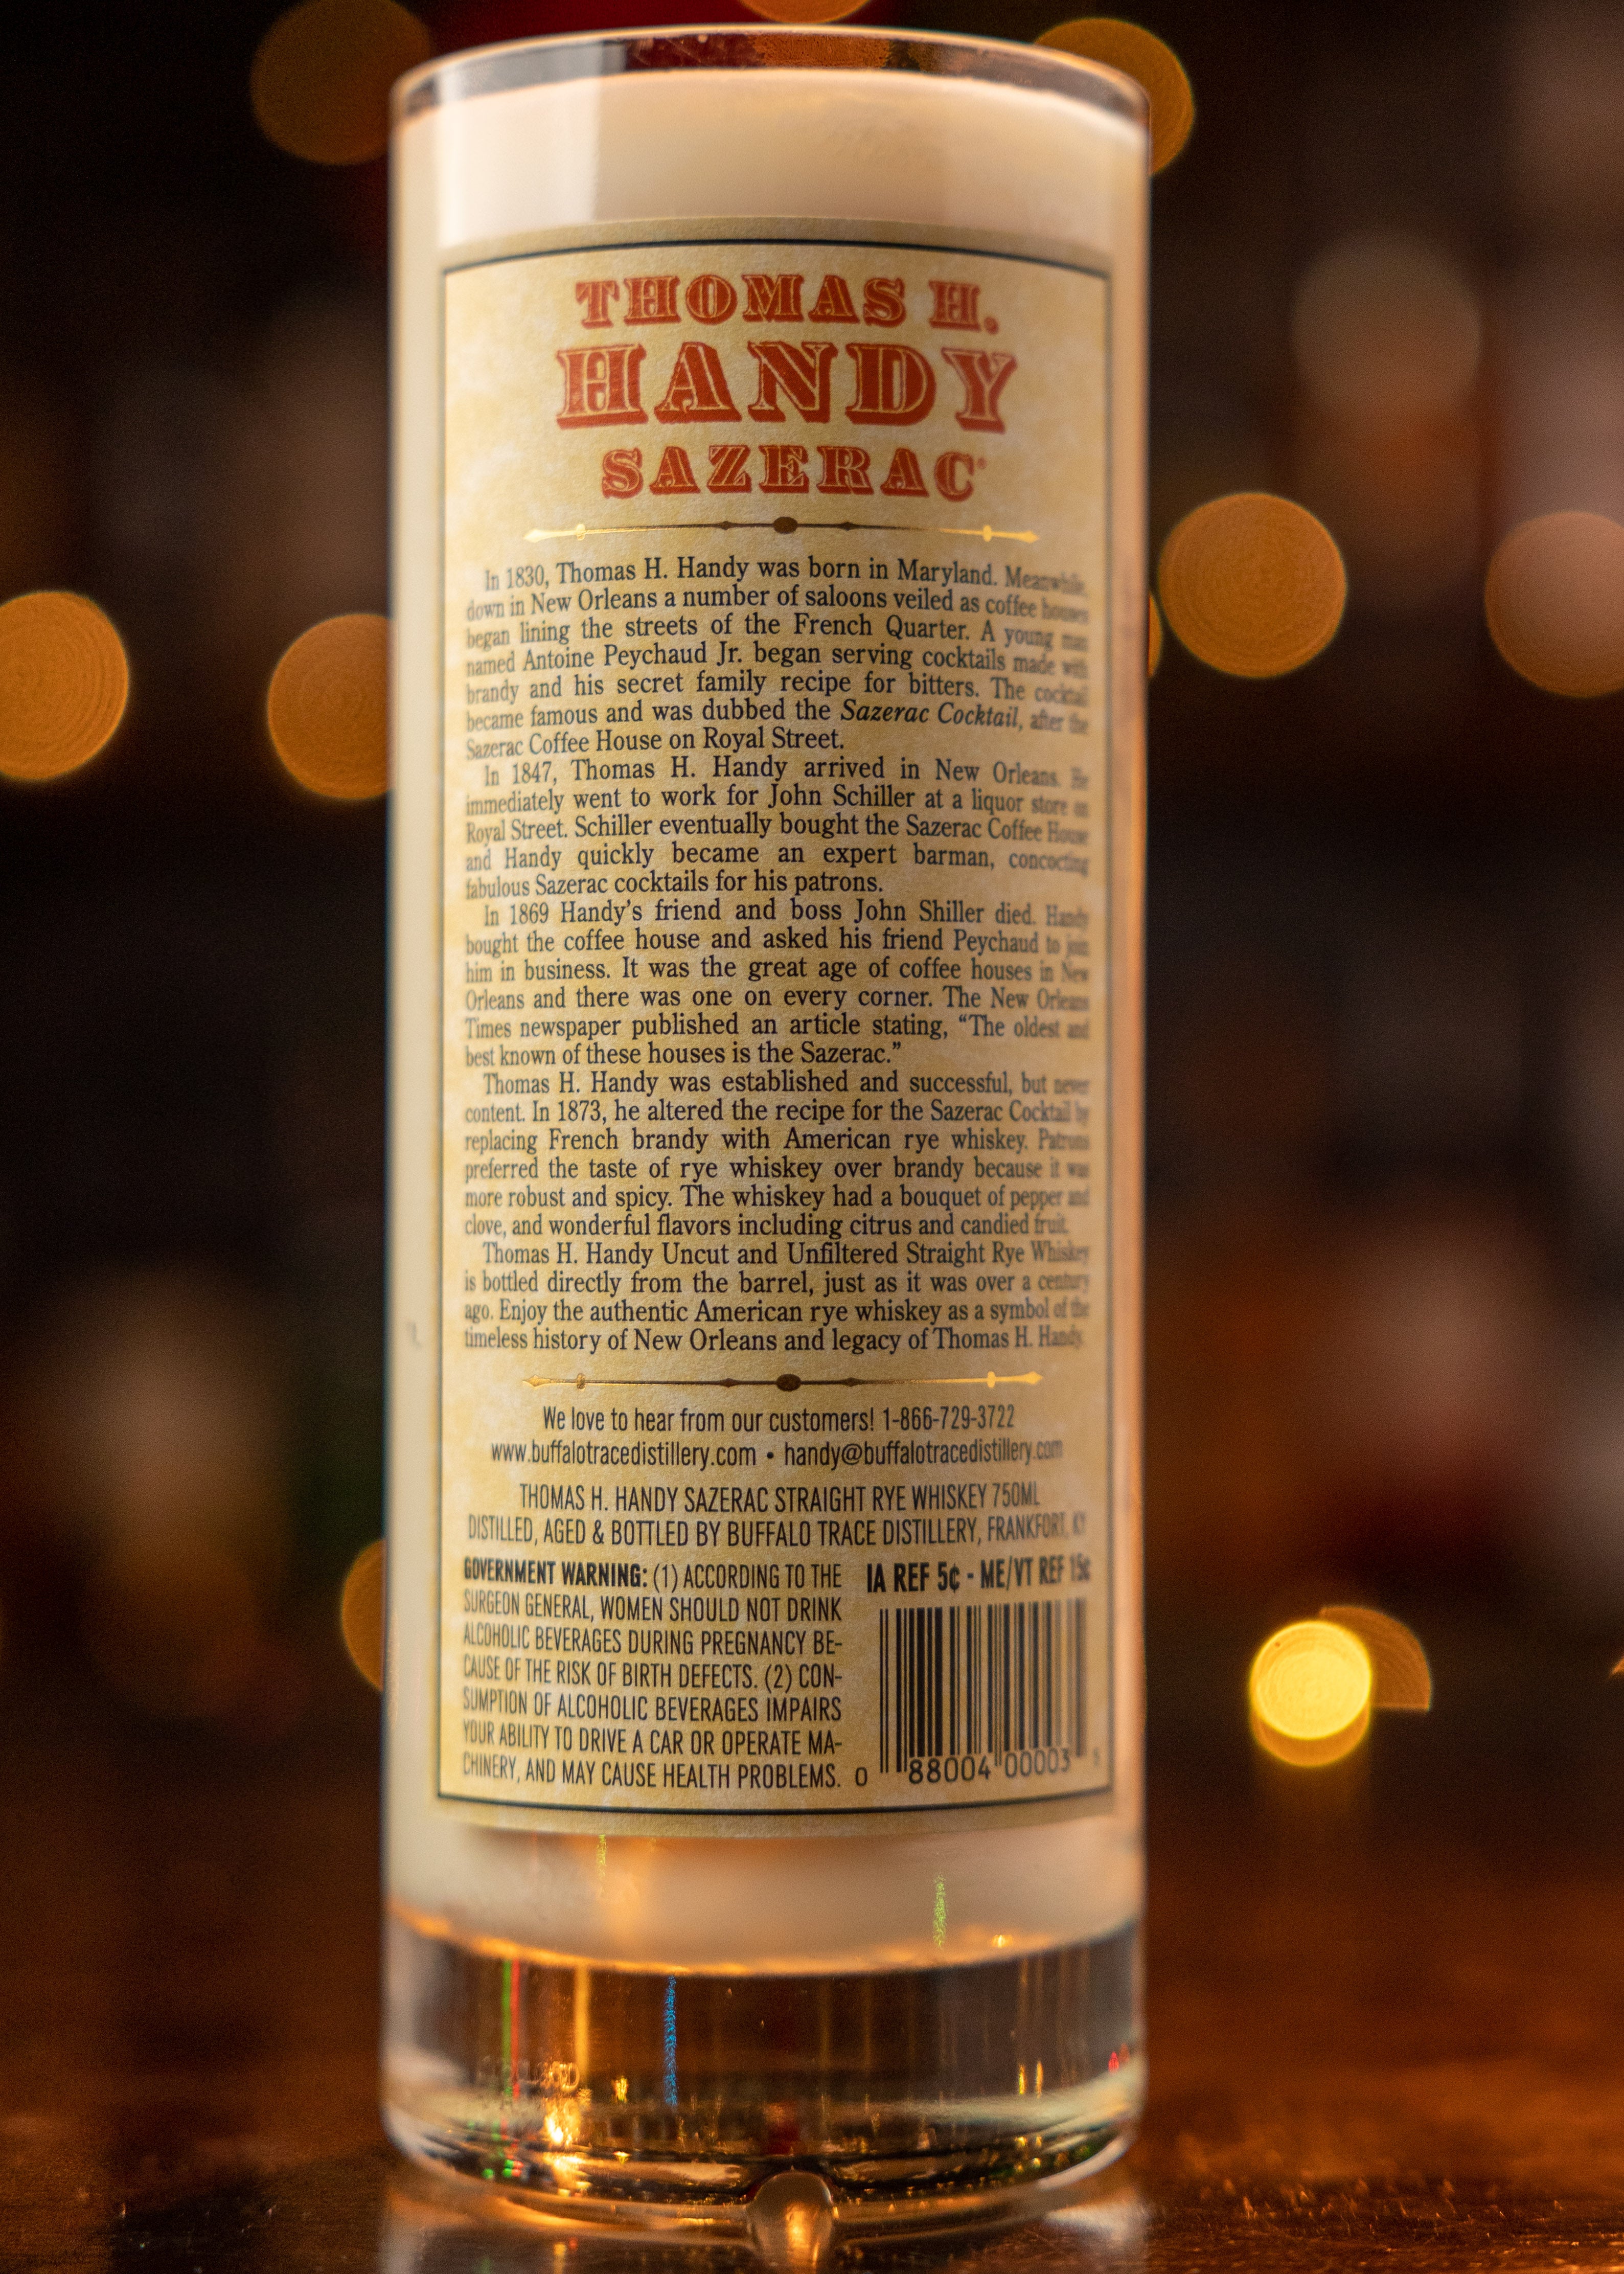 THOMAS H.
HANDY
SAZERAC®
In 1830, Thomas H. Handy was born in Maryland. Meanwhile,
down in New Orleans a number of saloons veiled as coffee houses
began lining the streets of the French Quarter. A young man
named Antoine Peychaud Jr. began serving cocktails made with
brandy and his secret family recipe for bitters. The cocktail
became famous and was dubbed the Sazerac Cocktail, after the
Sazerac Coffee House on Royal Street.
In 1847, Thomas H. Handy arrived in New Orleans. He
immediately went to work for John Schiller at a liquor store on
Royal Street. Schiller eventually bought the Sazerac Coffee House
and Handy quickly became an expert barman, concocting
fabulous Sazerac cocktails for his patrons.
In 1869 Handy’s friend and boss John Shiller died. Handy
bought the coffee house and asked his friend Peychaud to join
him in business. It was the great age of coffee houses in New
Orleans and there was one on every corner. The New Orleans
Times newspaper published an article stating, “The oldest and
best known of these houses is the Sazerac.”
Thomas H. Handy was established and successful, but never
content. In 1873, he altered the recipe for the Sazerac Cocktail by
replacing French brandy with American rye whiskey. Patrons
preferred the taste of rye whiskey over brandy because it was
more robust and spicy. The whiskey had a bouquet of pepper and
clove, and wonderful flavors including citrus and candied fruit.
Thomas H. Handy Uncut and Unfiltered Straight Rye Whiskey
is bottled directly from the barrel, just as it was over a century
ago. Enjoy the authentic American rye whiskey as a symbol of the
timeless history of New Orleans and legacy of Thomas H. Handy.
We love to hear from our customers! 1-866-729-3722
www.buffalotracedistillery.com • handy@buffalotracedistillery.com
THOMAS H. HANDY SAZERAC STRAIGHT RYE WHISKEY 750ML
DISTILLED, AGED & BOTTLED BY BUFFALO TRACE DISTILLERY, FRANKFORT, KY
GOVERNMENT WARNING: (1) ACCORDING TO THE
SURGEON GENERAL, WOMEN SHOULD NOT DRINK
ALCOHOLIC BEVERAGES DURING PREGNANCY BE-
CAUSE OF THE RISK OF BIRTH DEFECTS. (2) CON-
SUMPTION OF ALCOHOLIC BEVERAGES IMPAIRS
YOUR ABILITY TO DRIVE A CAR OR OPERATE MA-
CHINERY, AND MAY CAUSE HEALTH PROBLEMS.
IA REF 5¢ - ME/VT REF 15¢
0 88004 00003